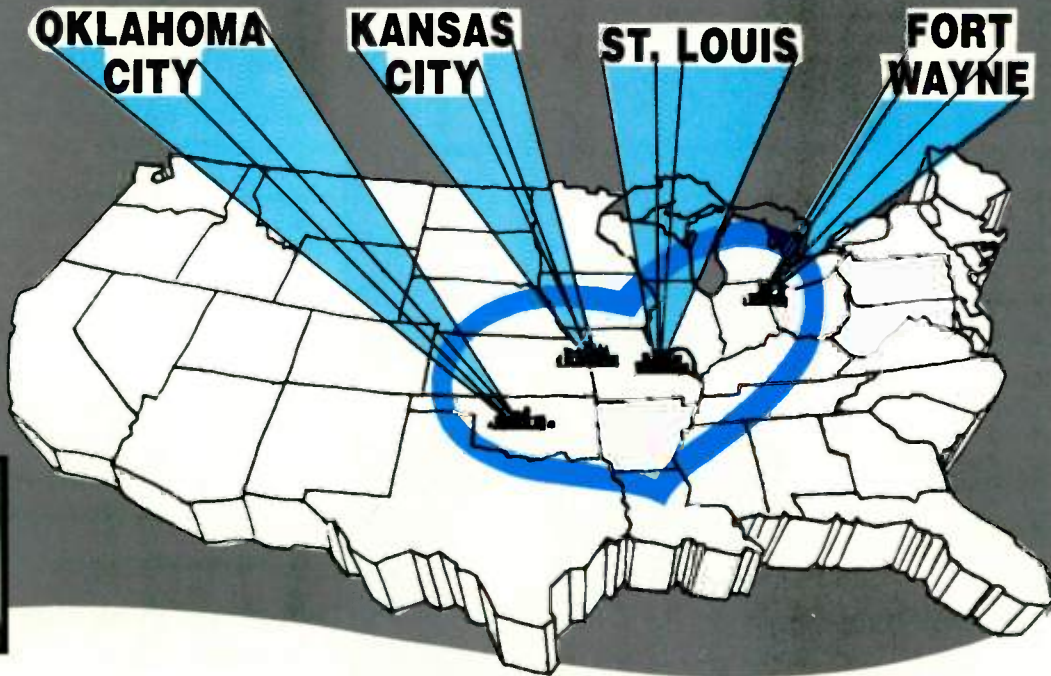 OKLAHOMA
CITY
KANSAS
CITY
ST. LOUIS
FORT
WAYNE